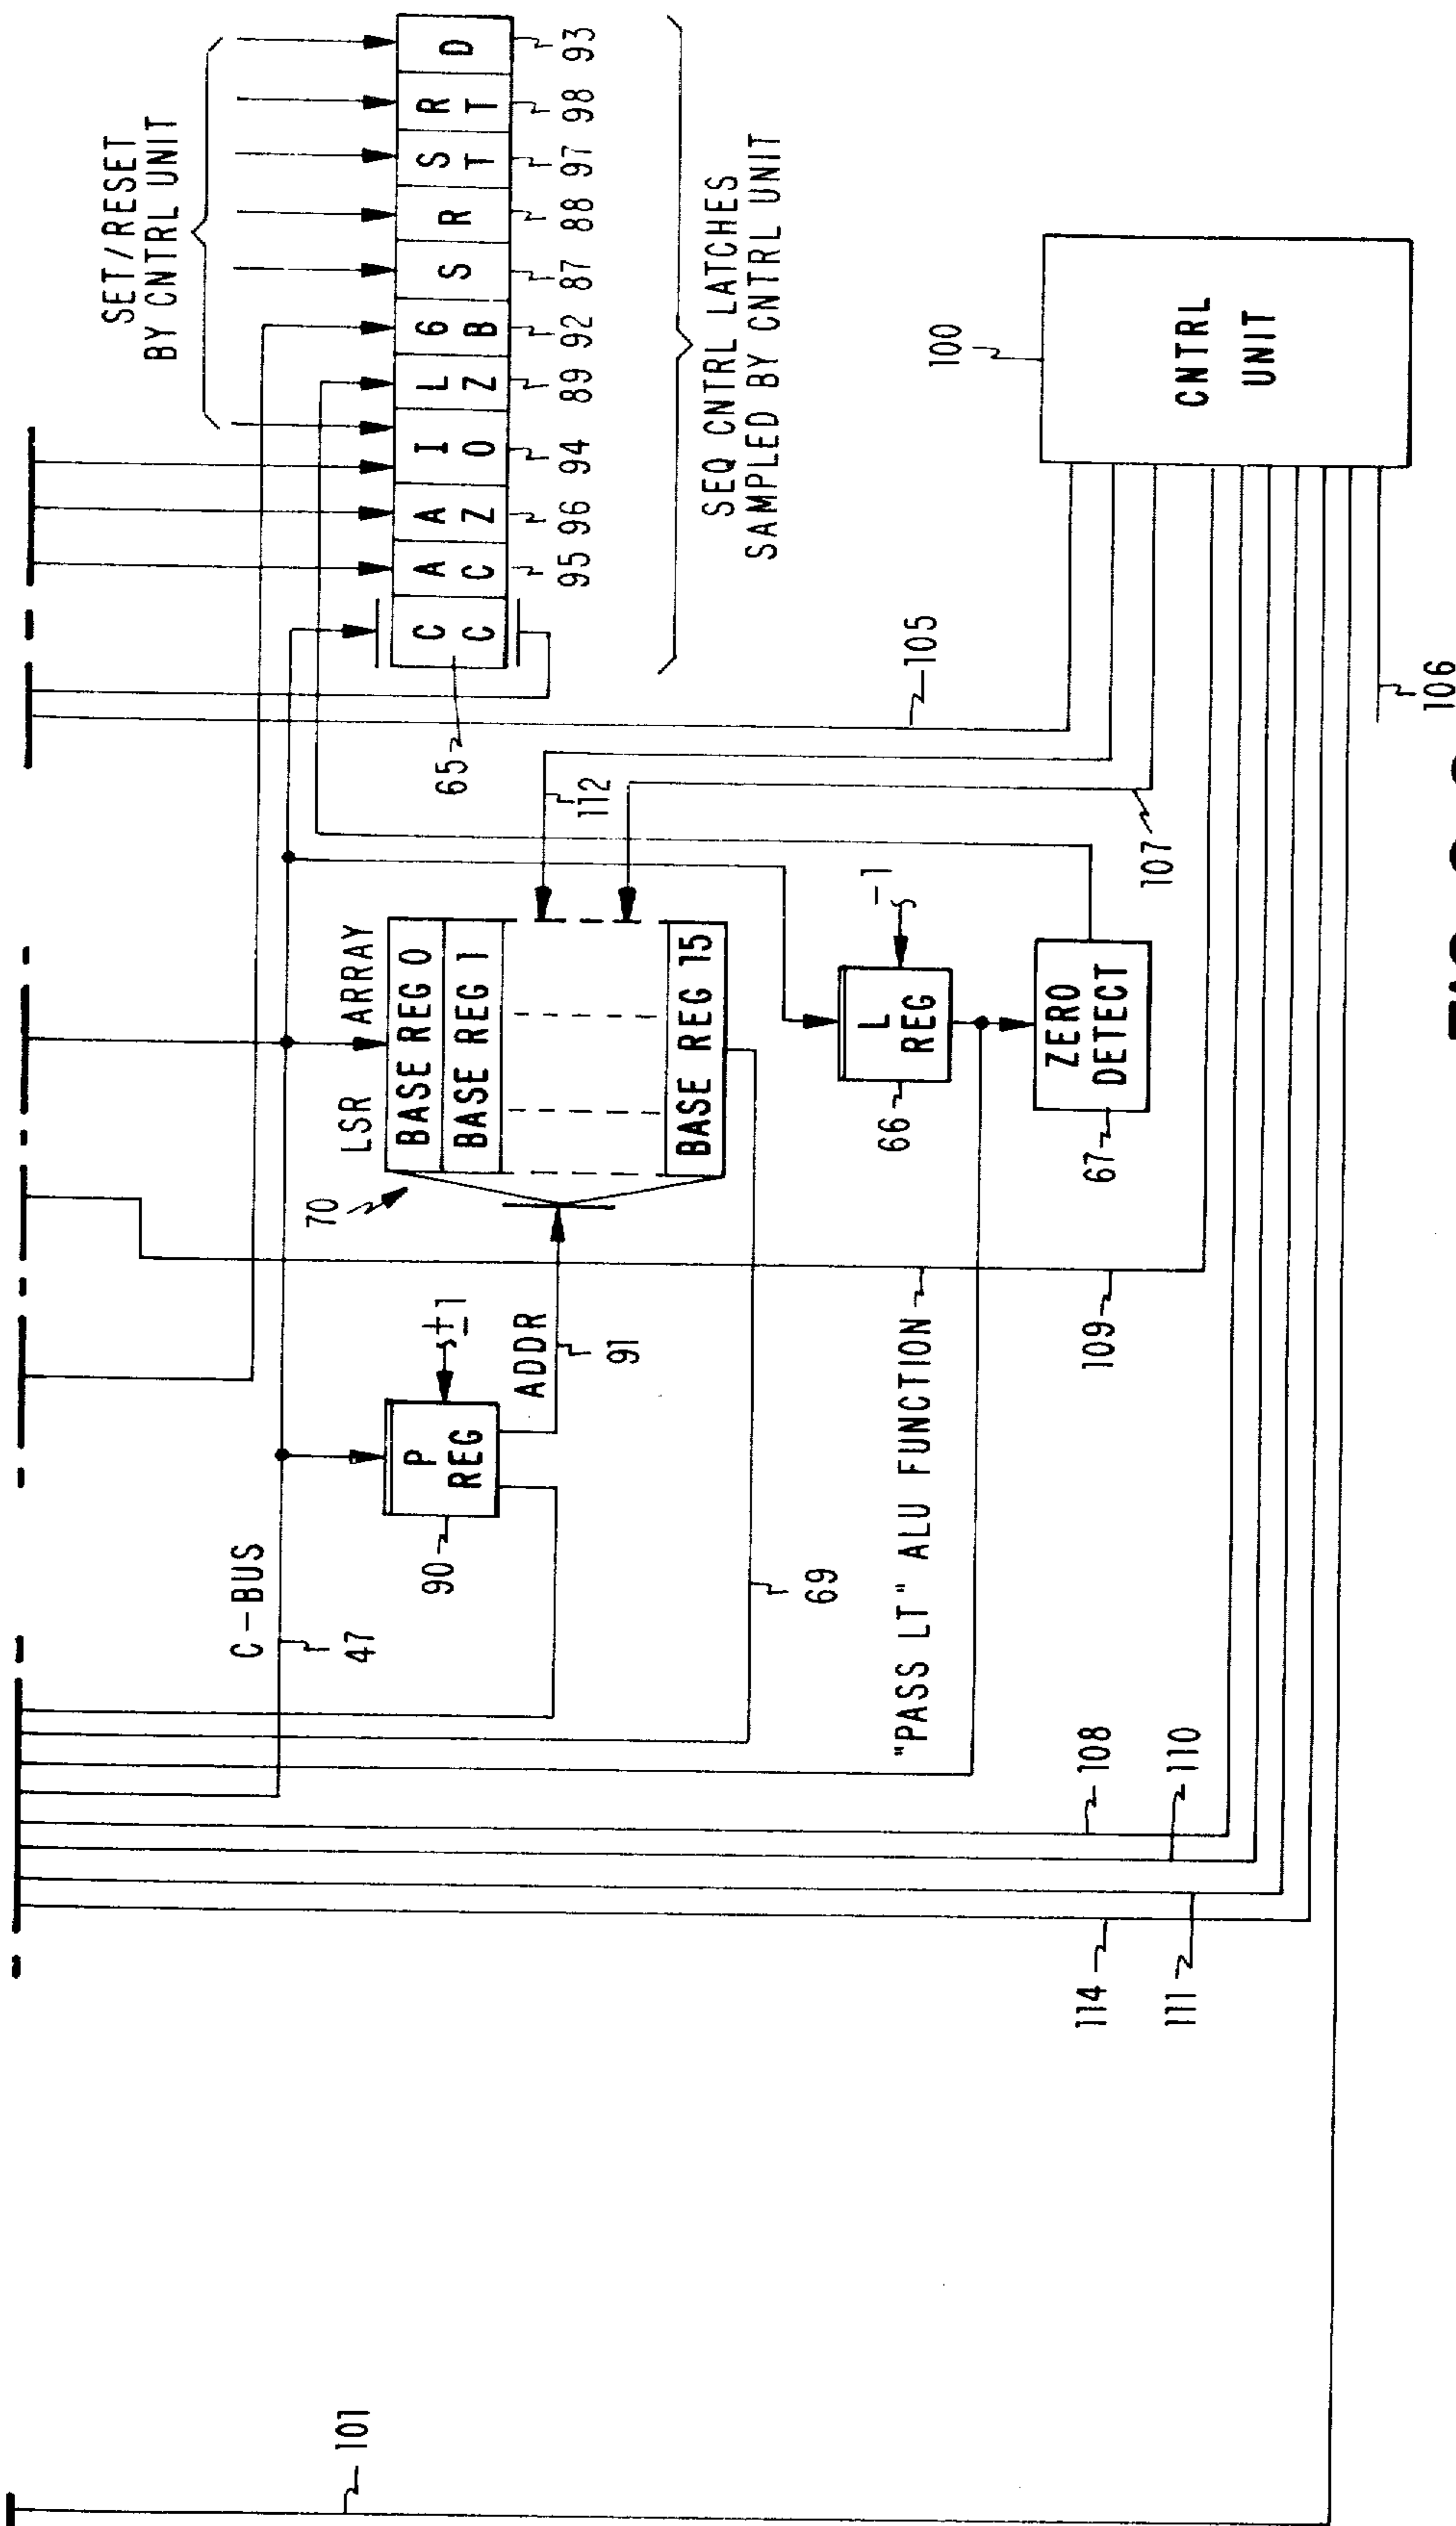 SET/RESET
BY CNTRL UNIT
C C
A C
A Z
I O
L Z
6 B
S
R
S T
R T
D
65
95
96
94
89
92
87
88
97
98
93
SEQ CNTRL LATCHES
SAMPLED BY CNTRL UNIT
C-BUS
47
P
REG
90
±1
ADDR
91
70
LSR ARRAY
BASE REG 0
BASE REG 1
BASE REG 15
69
112
107
105
L
REG
66
-1
ZERO
DETECT
67
"PASS LT" ALU FUNCTION
109
108
110
111
114
101
100
CNTRL
UNIT
106